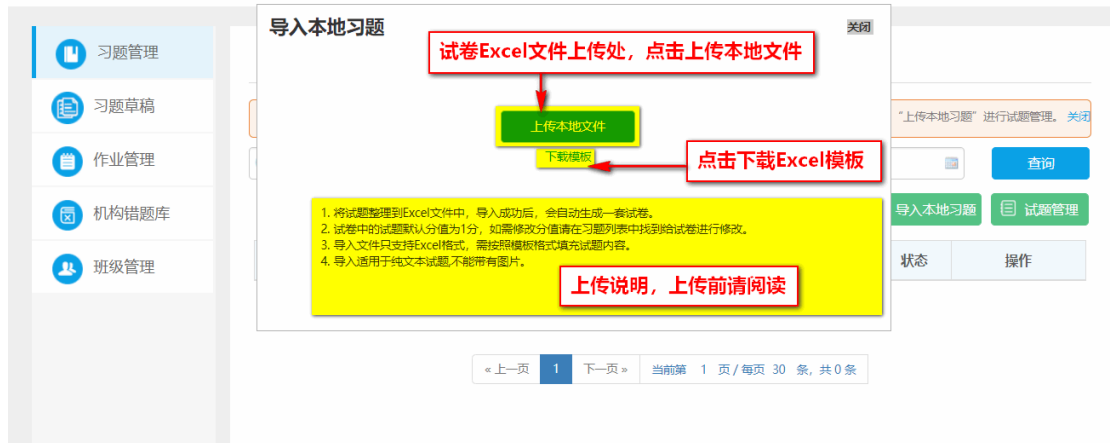 习题管理
习题草稿
作业管理
机构错题库
班级管理
导入本地习题
关闭
试卷Excel文件上传处，点击上传本地文件
上传本地文件
下载模板
点击下载Excel模板
1. 将试题整理到Excel文件中，导入成功后，会自动生成一套试卷。
2. 试卷中的试题默认分值为1分，如需修改分值请在习题列表中找到给试卷进行修改。
3. 导入文件只支持Excel格式，需按照模板格式填充试题内容。
4. 导入适用于纯文本试题,不能带有图片。
上传说明，上传前请阅读
“上传本地习题”进行试题管理。 关闭
查询
导入本地习题
试题管理
状态
操作
« 上一页 1 下一页 » 当前第 1 页 / 每页 30 条, 共 0 条